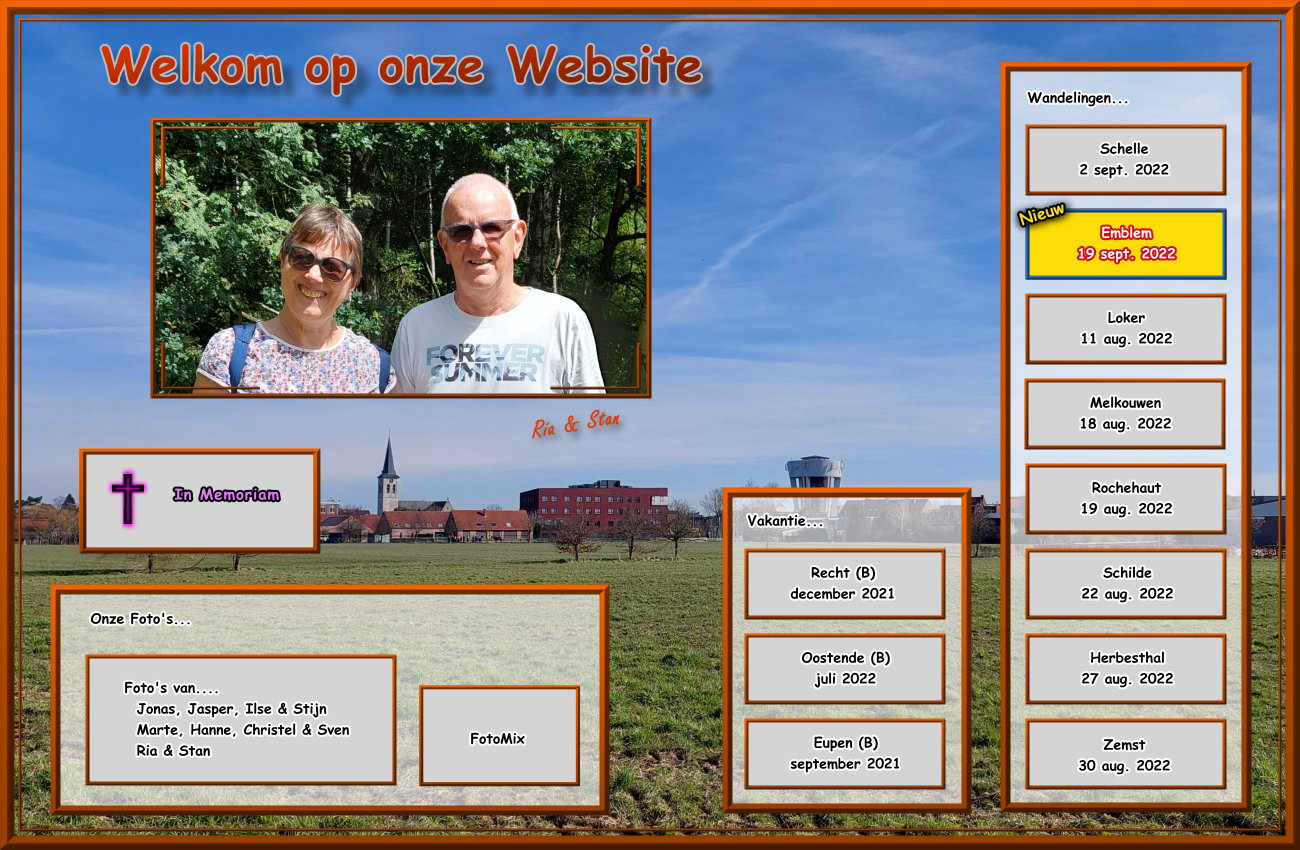 Welkom op onze Website
FOREVER
SUMMER
Ria & Stan
In Memoriam
Onze Foto's...
Foto's van....
Jonas, Jasper, Ilse & Stijn
Marte, Hanne, Christel & Sven
Ria & Stan
FotoMix
Vakantie...
Recht (B)
december 2021
Oostende (B)
juli 2022
Eupen (B)
september 2021
Wandelingen...
Schelle
2 sept. 2022
Nieuw
Emblem
19 sept. 2022
Loker
11 aug. 2022
Melkouwen
18 aug. 2022
Rochehaut
19 aug. 2022
Schilde
22 aug. 2022
Herbesthal
27 aug. 2022
Zemst
30 aug. 2022